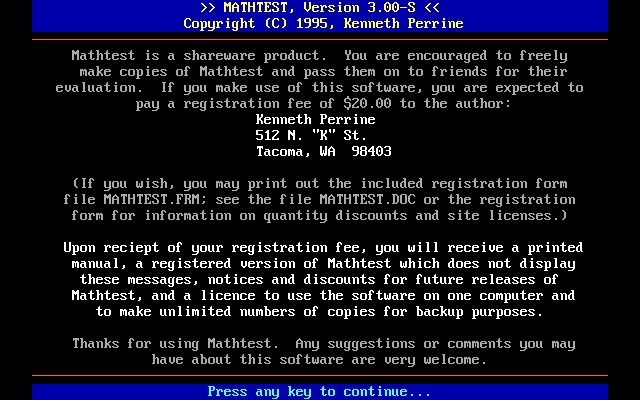 >> MATHTEST, Version 3.00-S <<
Copyright (C) 1995, Kenneth Perrine
Mathtest is a shareware product.  You are encouraged to freely
make copies of Mathtest and pass them on to friends for their
evaluation.  If you make use of this software, you are expected to
pay a registration fee of $20.00 to the author:
Kenneth Perrine
512 N. "K" St.
Tacoma, WA  98403
(If you wish, you may print out the included registration form
file MATHTEST.FRM; see the file MATHTEST.DOC or the registration
form for information on quantity discounts and site licenses.)
Upon reciept of your registration fee, you will receive a printed
manual, a registered version of Mathtest which does not display
these messages, notices and discounts for future releases of
Mathtest, and a licence to use the software on one computer and
to make unlimited numbers of copies for backup purposes.
Thanks for using Mathtest.  Any suggestions or comments you may
have about this software are very welcome.
Press any key to continue...